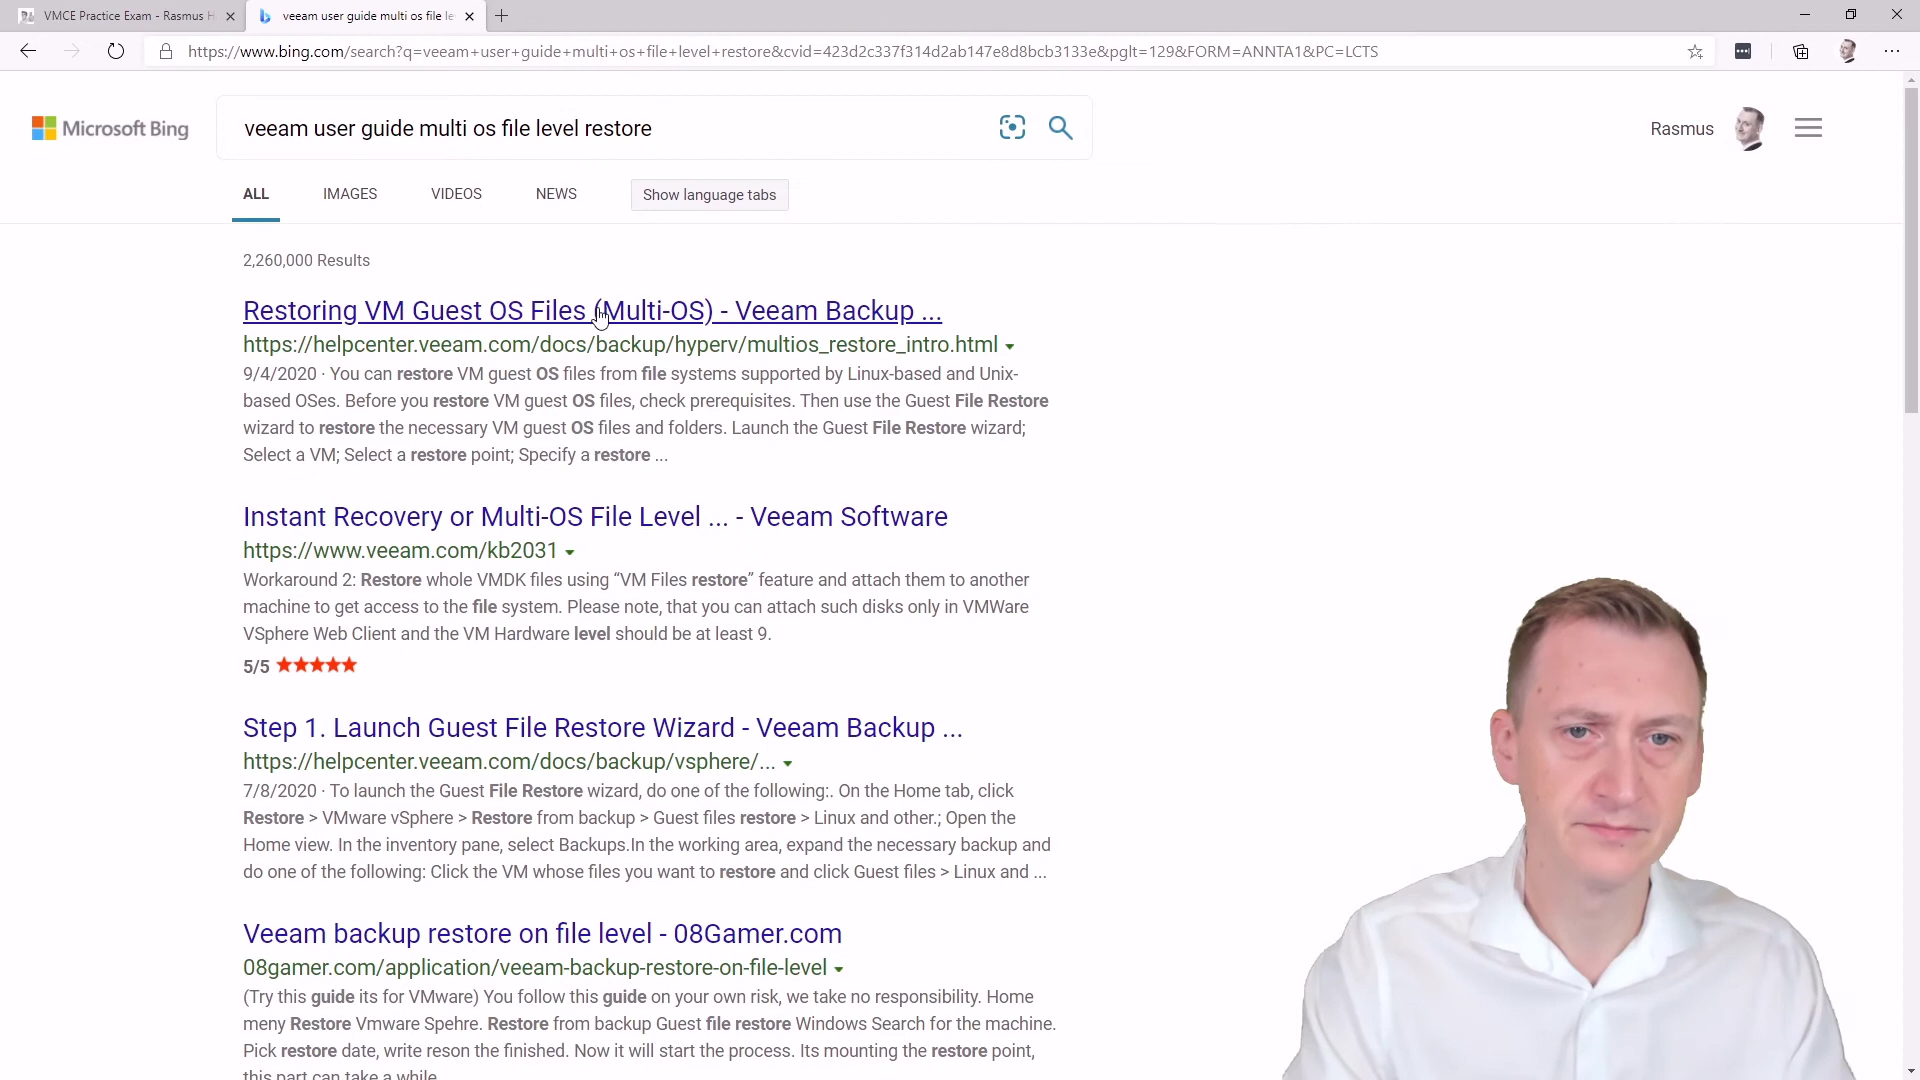 VMCE Practice Exam - Rasmus H
veeam user guide multi os file le
https://www.bing.com/search?q=veeam+user+guide+multi+os+file+level+restore&cvid=423d2c337f314d2ab147e8d8bcb3133e&pglt=129&FORM=ANNTA1&PC=LCTS
Microsoft Bing
veeam user guide multi os file level restore
Rasmus
ALL IMAGES VIDEOS NEWS Show language tabs
2,260,000 Results
Restoring VM Guest OS Files (Multi-OS) - Veeam Backup ...
https://helpcenter.veeam.com/docs/backup/hyperv/multios_restore_intro.html
9/4/2020 · You can restore VM guest OS files from file systems supported by Linux-based and Unix-
based OSes. Before you restore VM guest OS files, check prerequisites. Then use the Guest File Restore
wizard to restore the necessary VM guest OS files and folders. Launch the Guest File Restore wizard;
Select a VM; Select a restore point; Specify a restore ...
Instant Recovery or Multi-OS File Level ... - Veeam Software
https://www.veeam.com/kb2031
Workaround 2: Restore whole VMDK files using “VM Files restore” feature and attach them to another
machine to get access to the file system. Please note, that you can attach such disks only in VMWare
VSphere Web Client and the VM Hardware level should be at least 9.
5/5 ★★★★★
Step 1. Launch Guest File Restore Wizard - Veeam Backup ...
https://helpcenter.veeam.com/docs/backup/vsphere/...
7/8/2020 · To launch the Guest File Restore wizard, do one of the following:. On the Home tab, click
Restore > VMware vSphere > Restore from backup > Guest files restore > Linux and other.; Open the
Home view. In the inventory pane, select Backups.In the working area, expand the necessary backup and
do one of the following: Click the VM whose files you want to restore and click Guest files > Linux and ...
Veeam backup restore on file level - 08Gamer.com
08gamer.com/application/veeam-backup-restore-on-file-level
(Try this guide its for VMware) You follow this guide on your own risk, we take no responsibility. Home
meny Restore Vmware Spehre. Restore from backup Guest file restore Windows Search for the machine.
Pick restore date, write reson the finished. Now it will start the process. Its mounting the restore point,
this part can take a while